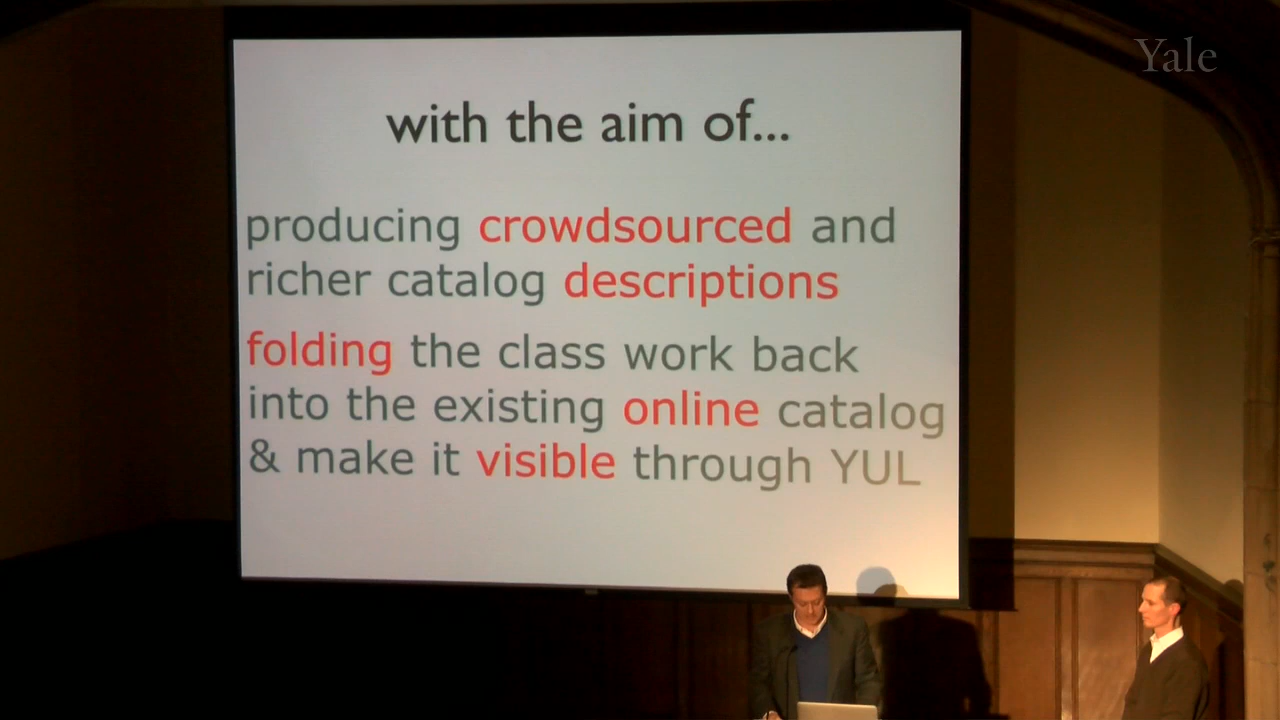 Yale
with the aim of...
producing crowdsourced and
richer catalog descriptions
folding the class work back
into the existing online catalog
& make it visible through YUL